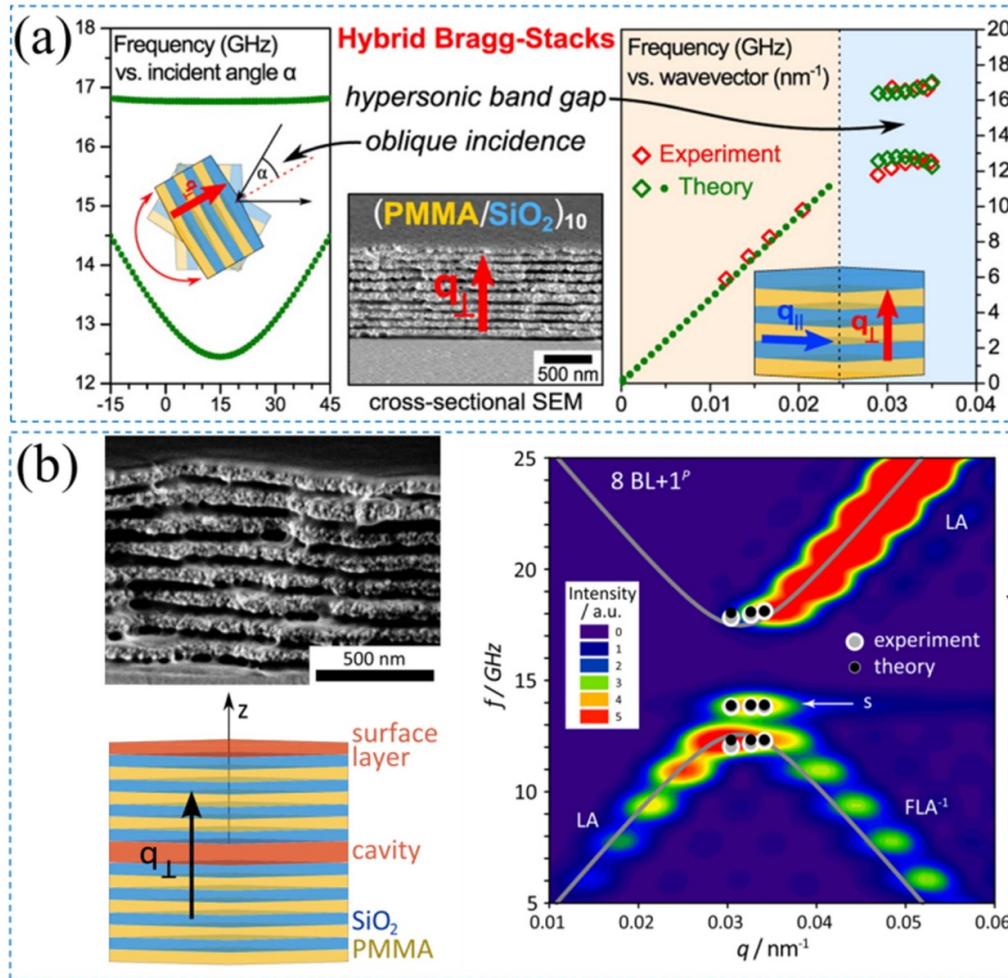 (a)
18
17
16
15
14
13
12
-15
0
15
30
45
Frequency (GHz)
vs. incident angle α
α
q∥
Hybrid Bragg-Stacks
hypersonic band gap
oblique incidence
(PMMA/SiO₂)₁₀
q⊥
500 nm
cross-sectional SEM
Frequency (GHz)
vs. wavevector (nm⁻¹)
Experiment
Theory
q∥
q⊥
20
18
16
14
12
10
8
6
4
2
0
0
0.01
0.02
0.03
0.04
(b)
500 nm
z
surface
layer
cavity
q⊥
SiO₂
PMMA
25
20
15
10
5
f / GHz
8 BL+1ᴾ
LA
Intensity
/ a.u.
0
1
2
3
4
5
experiment
theory
s
LA
FLA⁻¹
0.01
0.02
0.03
0.04
0.05
0.06
q / nm⁻¹